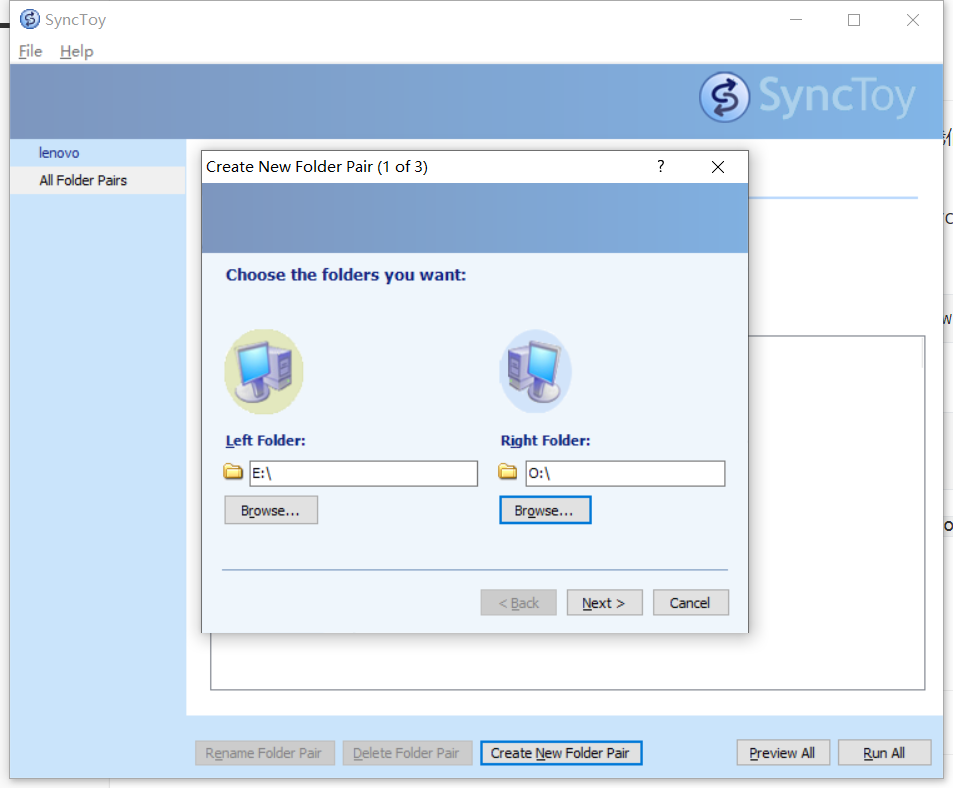 SyncToy
File Help
SyncToy
lenovo
All Folder Pairs
Create New Folder Pair (1 of 3)
?
Choose the folders you want:
Left Folder: Right Folder:
E:\ O:\
Browse... Browse...
< Back Next > Cancel
Rename Folder Pair Delete Folder Pair Create New Folder Pair Preview All Run All